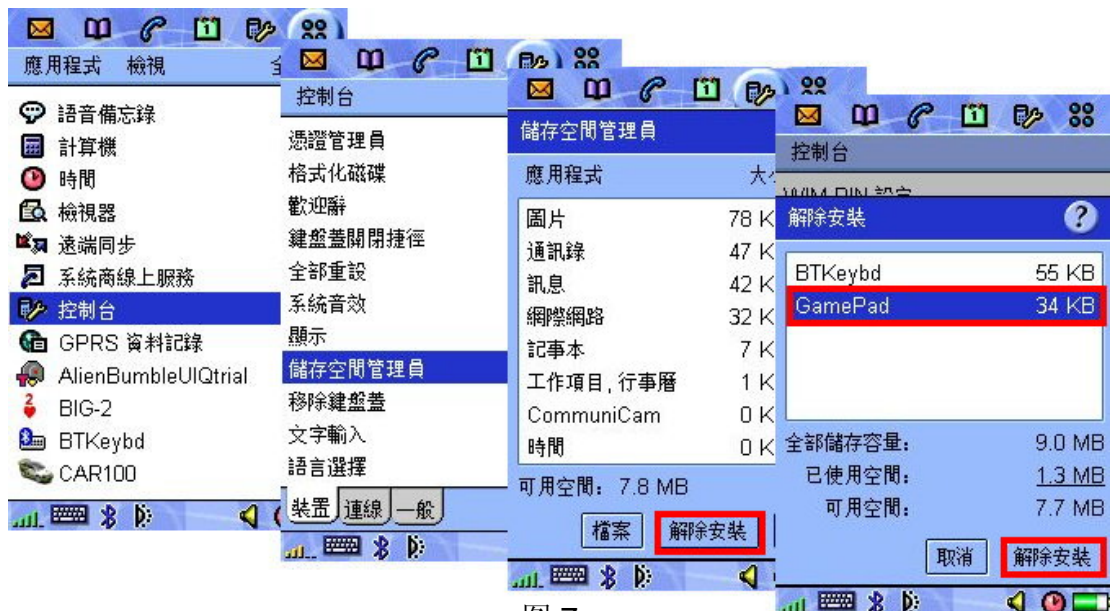 應用程式 檢視
語音備忘錄
計算機
時間
檢視器
遠端同步
系統商線上服務
控制台
GPRS 資料記錄
AlienBumbleUIQtrial
BIG-2
BTKeybd
CAR100
控制台
憑證管理員
格式化磁碟
歡迎辭
鍵盤蓋關閉捷徑
全部重設
系統音效
顯示
儲存空間管理員
移除鍵盤蓋
文字輸入
語言選擇
裝置 連線 一般
儲存空間管理員
應用程式 大
圖片 78 K
通訊錄 47 K
訊息 42 K
網際網路 32 K
記事本 7 K
工作項目,行事曆 1 K
CommuniCam 0 K
時間 0 K
可用空間: 7.8 MB
檔案 解除安裝
控制台
WIM PIN 設定
解除安裝 ?
BTKeybd 55 KB
GamePad 34 KB
全部儲存容量: 9.0 MB
已使用空間: 1.3 MB
可用空間: 7.7 MB
取消 解除安裝